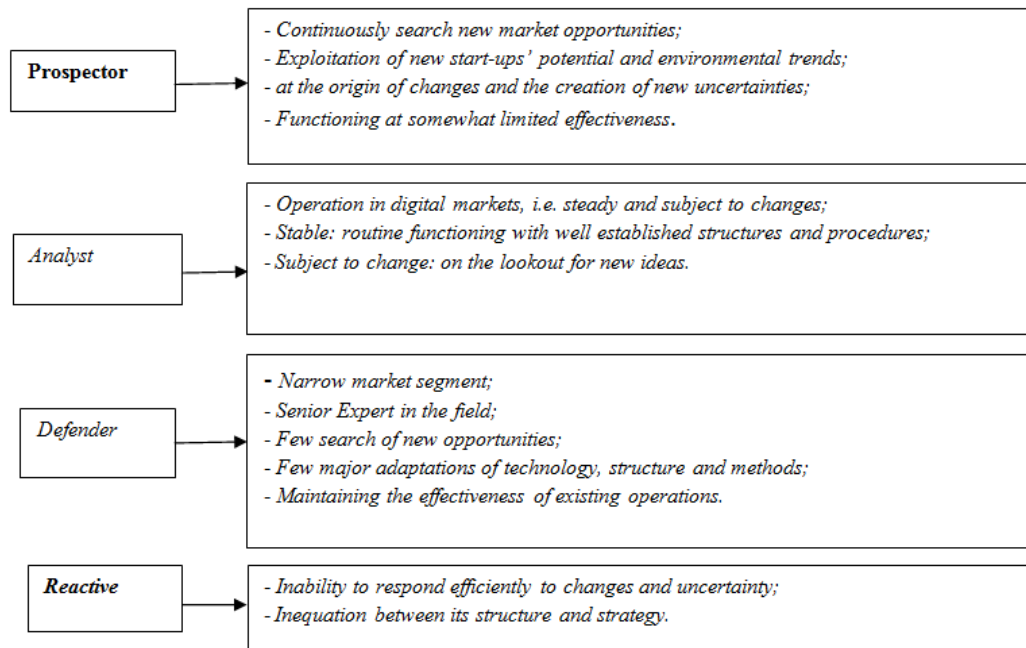 Prospector
- Continuously search new market opportunities;
- Exploitation of new start-ups' potential and environmental trends;
- at the origin of changes and the creation of new uncertainties;
- Functioning at somewhat limited effectiveness.
Analyst
- Operation in digital markets, i.e. steady and subject to changes;
- Stable: routine functioning with well established structures and procedures;
- Subject to change: on the lookout for new ideas.
Defender
- Narrow market segment;
- Senior Expert in the field;
- Few search of new opportunities;
- Few major adaptations of technology, structure and methods;
- Maintaining the effectiveness of existing operations.
Reactive
- Inability to respond efficiently to changes and uncertainty;
- Inequation between its structure and strategy.